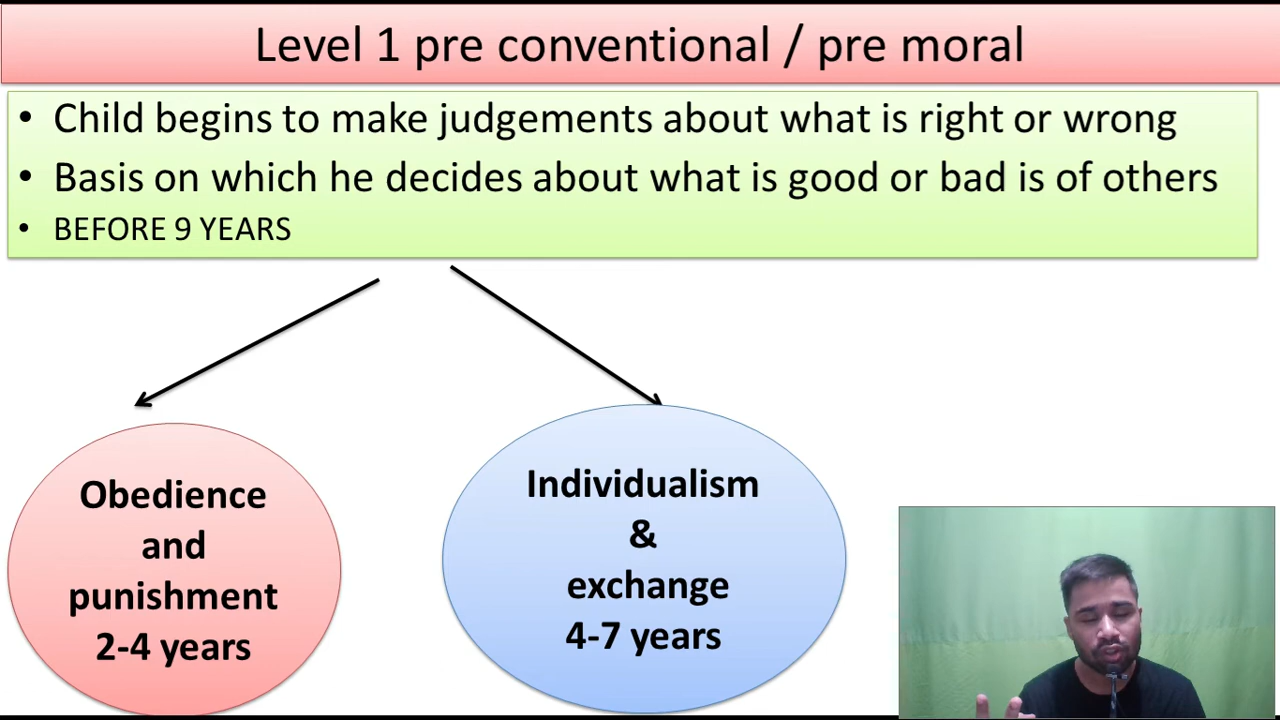 Level 1 pre conventional / pre moral
• Child begins to make judgements about what is right or wrong
• Basis on which he decides about what is good or bad is of others
• BEFORE 9 YEARS
Obedience
and
punishment
2-4 years
Individualism
&
exchange
4-7 years